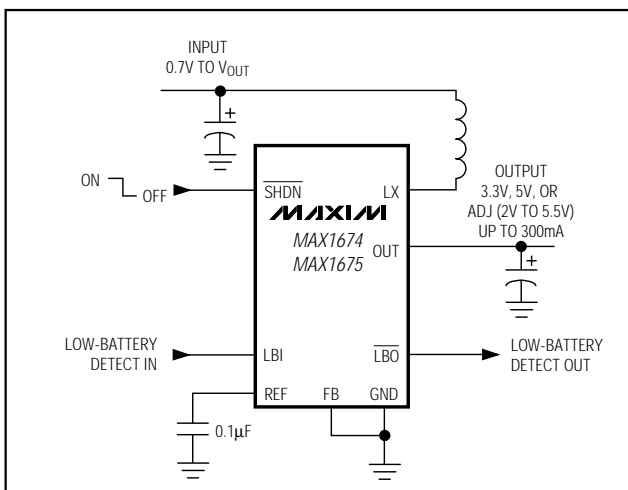 INPUT
0.7V TO VOUT
ON
OFF
SHDN
LX
OUTPUT
3.3V, 5V, OR
ADJ (2V TO 5.5V)
UP TO 300mA
MAXIM
MAX1674
MAX1675
OUT
LOW-BATTERY
DETECT IN
LBI
LBO
LOW-BATTERY
DETECT OUT
REF
FB
GND
0.1µF
+
+